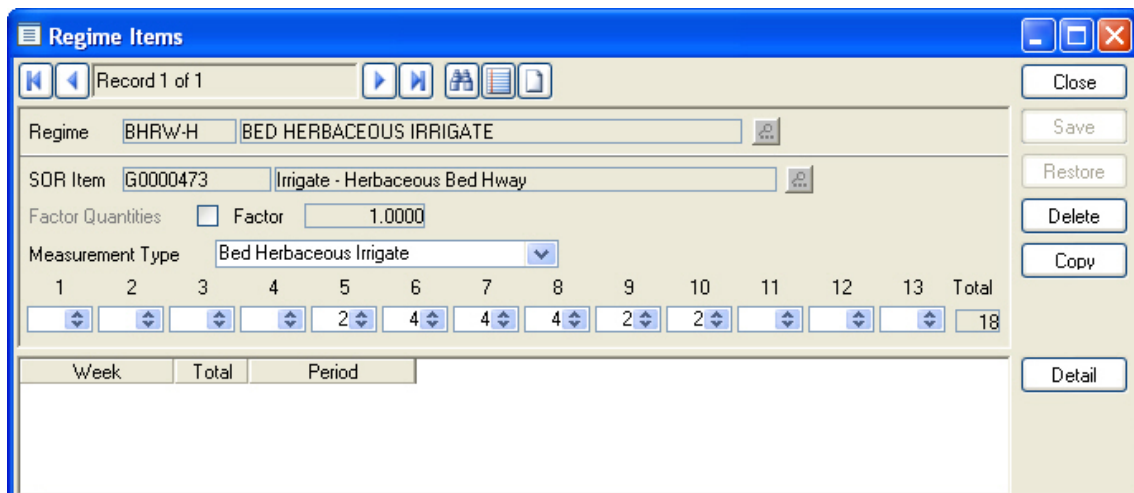 Regime Items
Record 1 of 1
Close
Regime BHRW-H BED HERBACEOUS IRRIGATE
Save
SOR Item G0000473 Irrigate - Herbaceous Bed Hway
Restore
Factor Quantities Factor 1.0000
Delete
Measurement Type Bed Herbaceous Irrigate
Copy
1 2 3 4 5 6 7 8 9 10 11 12 13 Total
2 4 4 4 2 2 18
Week Total Period
Detail